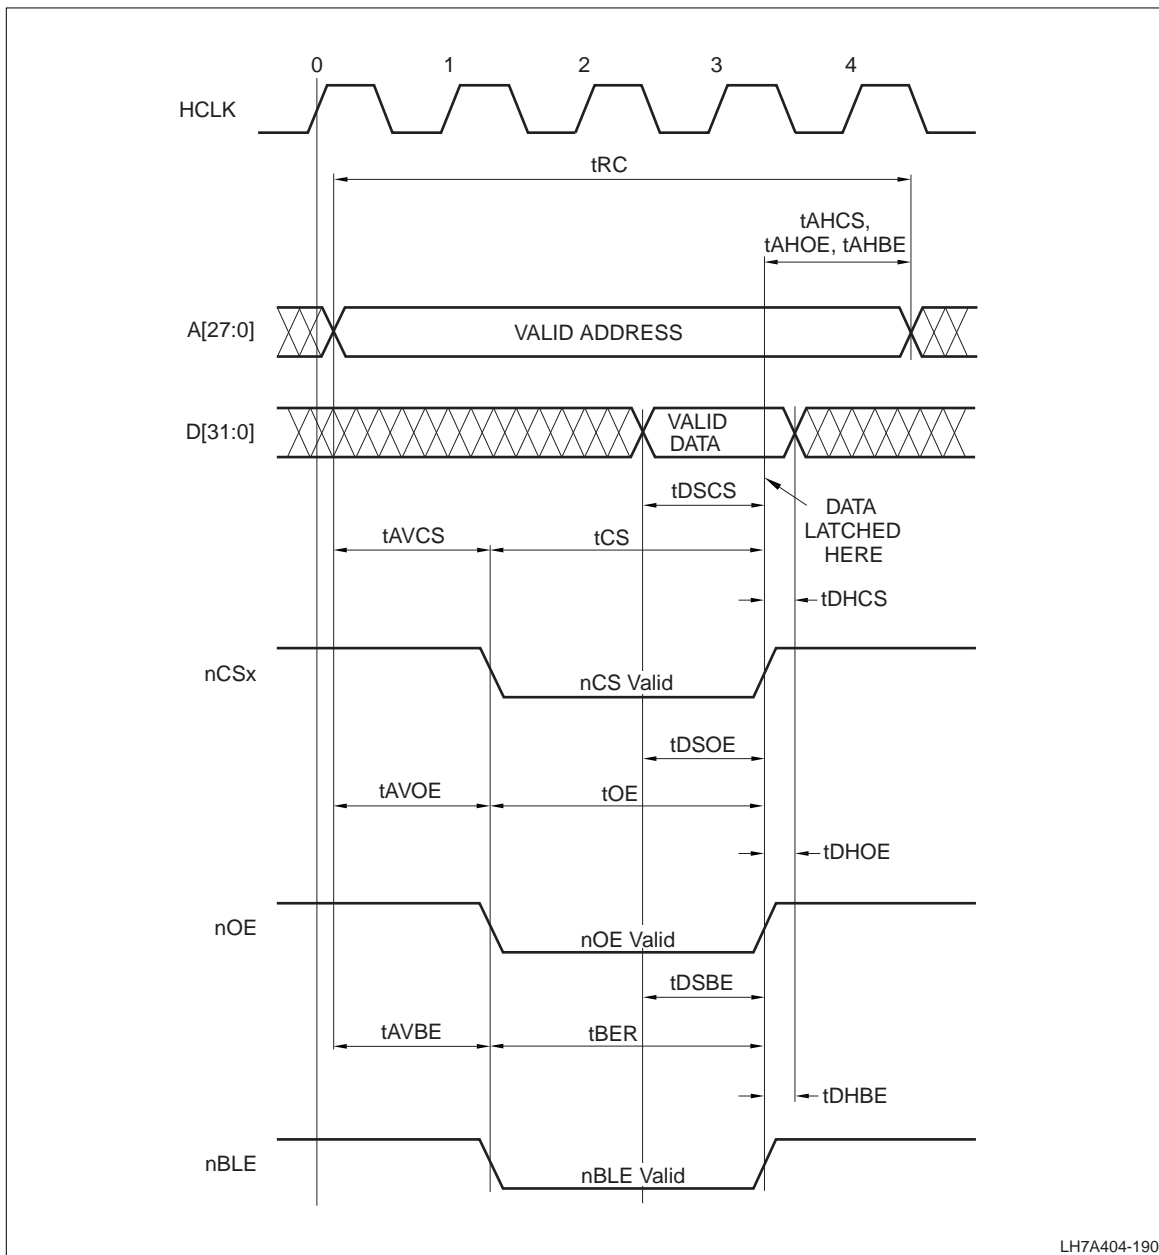 0 1 2 3 4
HCLK
tRC
tAHCS,
tAHOE, tAHBE
A[27:0] VALID ADDRESS
D[31:0] VALID
DATA
tDSCS
DATA
LATCHED
HERE
tAVCS tCS
tDHCS
nCSx nCS Valid
tDSOE
tAVOE tOE
tDHOE
nOE nOE Valid
tDSBE
tAVBE tBER
tDHBE
nBLE nBLE Valid
LH7A404-190